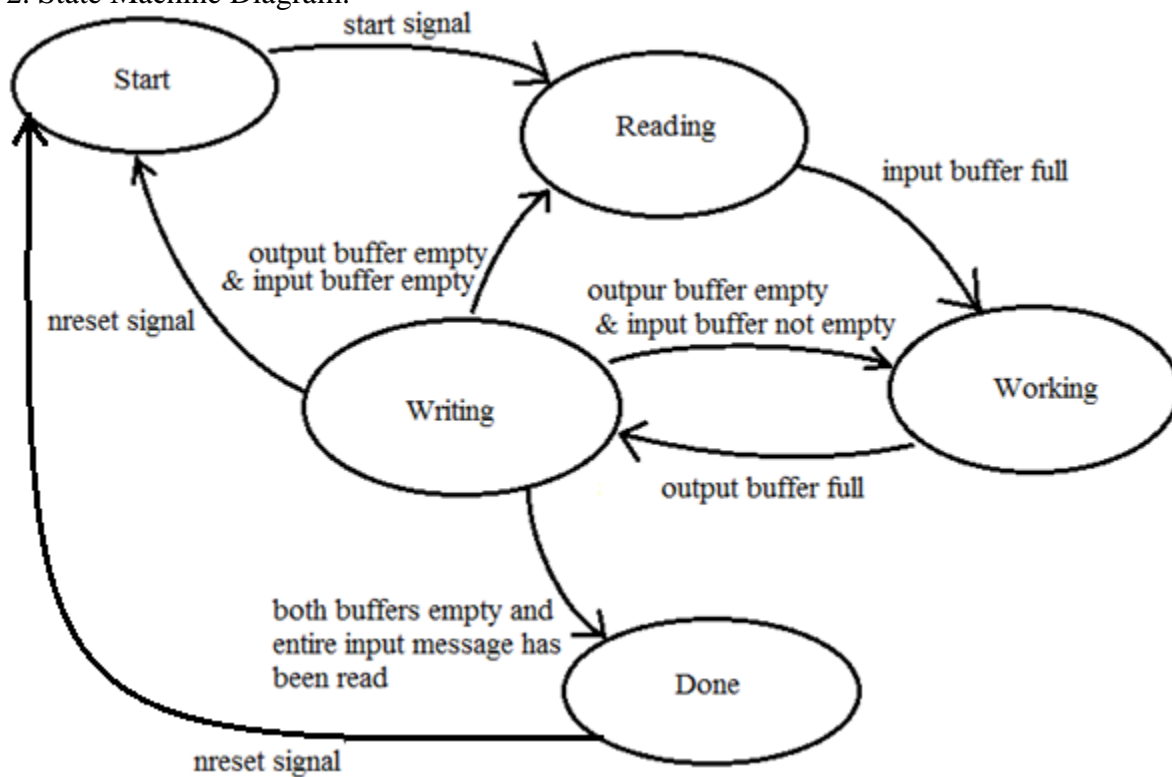 2. State Machine Diagram:
start signal
Start
Reading
input buffer full
output buffer empty
& input buffer empty
outpur buffer empty
& input buffer not empty
nreset signal
Working
Writing
output buffer full
both buffers empty and
entire input message has
been read
Done
nreset signal